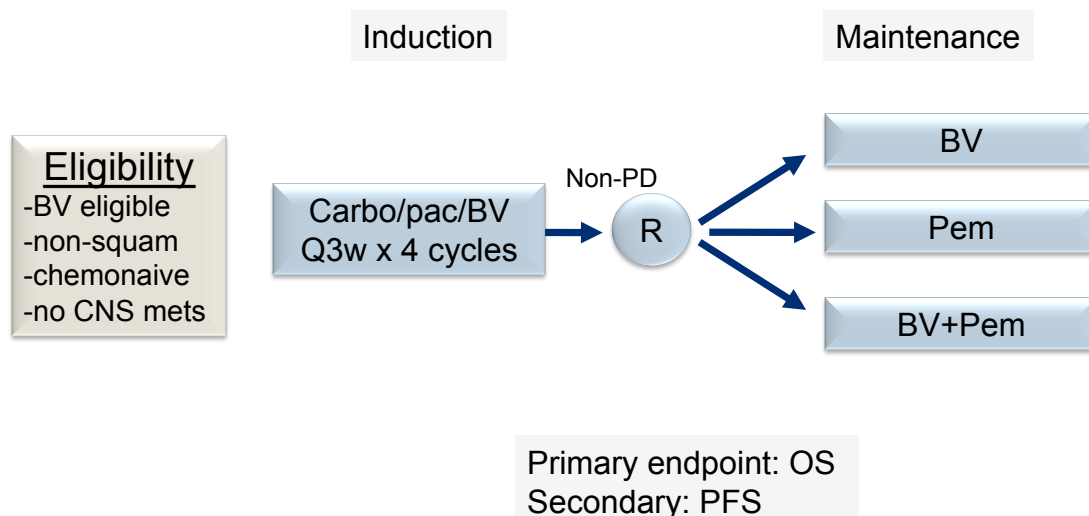 Induction
Maintenance
Eligibility
-BV eligible
-non-squam
-chemonaive
-no CNS mets
Carbo/pac/BV
Q3w x 4 cycles
Non-PD
R
BV
Pem
BV+Pem
Primary endpoint: OS
Secondary: PFS